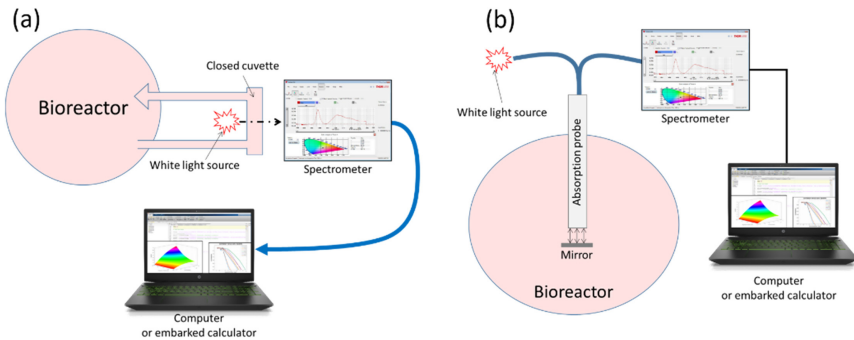 (a)
Closed cuvette
Bioreactor
White light source
Spectrometer
Computer
or embarked calculator
(b)
White light source
Spectrometer
Absorption probe
Mirror
Bioreactor
Computer
or embarked calculator